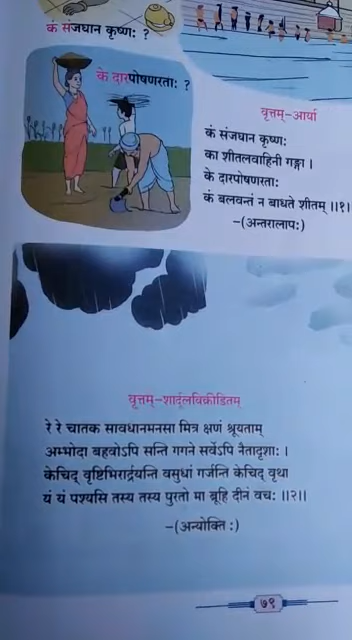 कं संजघान कृष्णः ?
के दारपोषणरताः ?
वृत्तम्-आर्या
कं संजघान कृष्णः
का शीतलवाहिनी गङ्गा ।
के दारपोषणरताः
कं बलवन्तं न बाधते शीतम् ॥१॥
-(अन्तरालापः)
वृत्तम्-शार्दूलविक्रीडितम्
रे रे चातक सावधानमनसा मित्र क्षणं श्रूयताम्
अम्भोदा बहवोऽपि सन्ति गगने सर्वेऽपि नैतादृशाः ।
केचिद् वृष्टिभिरार्द्रयन्ति वसुधां गर्जन्ति केचिद् वृथा
यं यं पश्यसि तस्य तस्य पुरतो मा ब्रूहि दीनं वचः ॥२॥
-(अन्योक्तिः)
७९